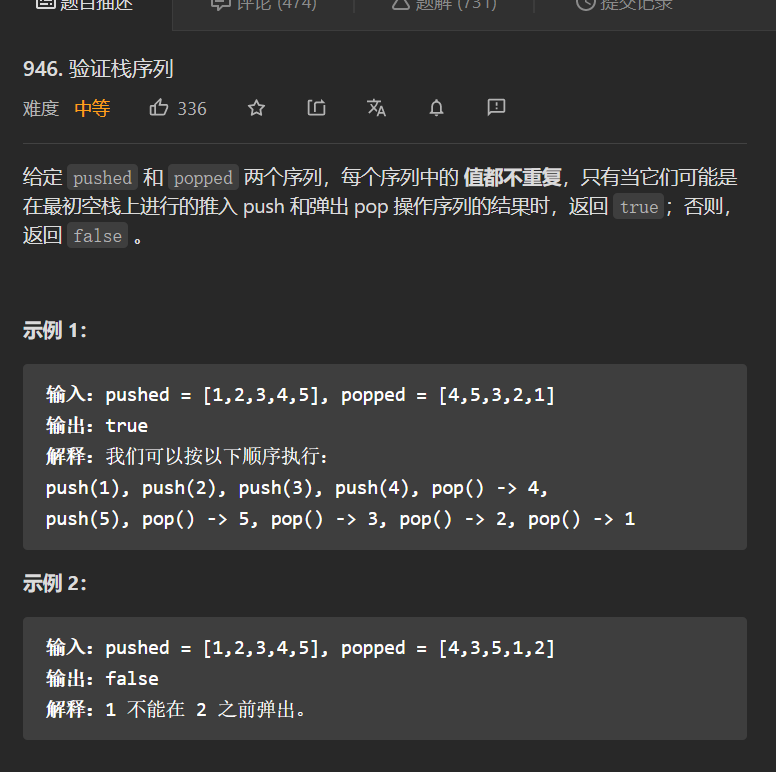 题目描述 评论 (474) 题解 (731) 提交记录
946. 验证栈序列
难度 中等 336
给定 pushed 和 popped 两个序列，每个序列中的 值都不重复，只有当它们可能是
在最初空栈上进行的推入 push 和弹出 pop 操作序列的结果时，返回 true；否则，
返回 false 。
示例 1：
输入：pushed = [1,2,3,4,5], popped = [4,5,3,2,1]
输出：true
解释：我们可以按以下顺序执行：
push(1), push(2), push(3), push(4), pop() -> 4,
push(5), pop() -> 5, pop() -> 3, pop() -> 2, pop() -> 1
示例 2：
输入：pushed = [1,2,3,4,5], popped = [4,3,5,1,2]
输出：false
解释：1 不能在 2 之前弹出。